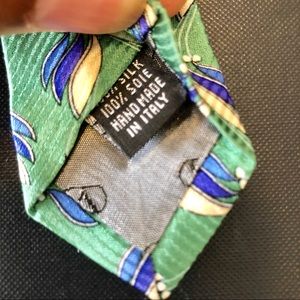 % SILK
100% SOIE
HAND MADE
IN ITALY